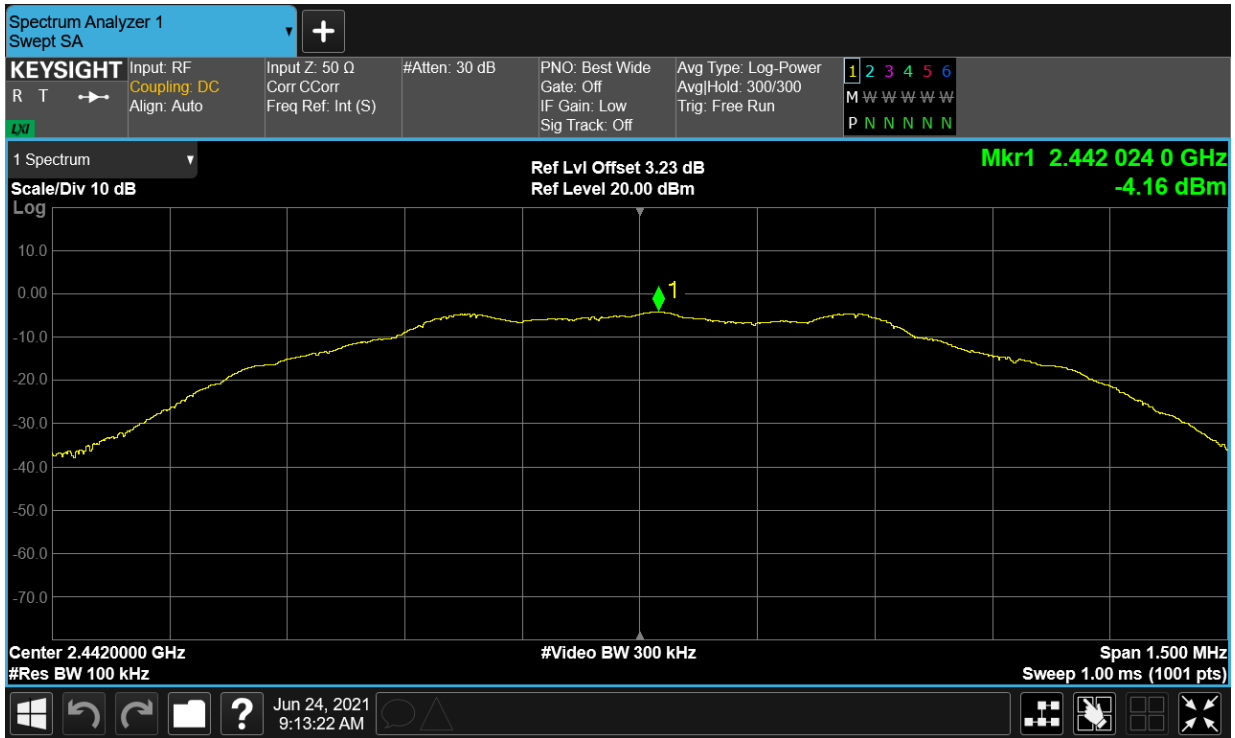 Spectrum Analyzer 1
Swept SA
KEYSIGHT
R T
LXI
Input: RF
Coupling: DC
Align: Auto
Input Z: 50 Ω
Corr CCorr
Freq Ref: Int (S)
#Atten: 30 dB
PNO: Best Wide
Gate: Off
IF Gain: Low
Sig Track: Off
Avg Type: Log-Power
Avg|Hold: 300/300
Trig: Free Run
1 2 3 4 5 6
M W W W W W
P N N N N N
1 Spectrum
Scale/Div 10 dB
Log
Ref Lvl Offset 3.23 dB
Ref Level 20.00 dBm
Mkr1 2.442 024 0 GHz
-4.16 dBm
10.0
0.00
-10.0
-20.0
-30.0
-40.0
-50.0
-60.0
-70.0
1
Center 2.4420000 GHz
#Res BW 100 kHz
#Video BW 300 kHz
Span 1.500 MHz
Sweep 1.00 ms (1001 pts)
?
Jun 24, 2021
9:13:22 AM